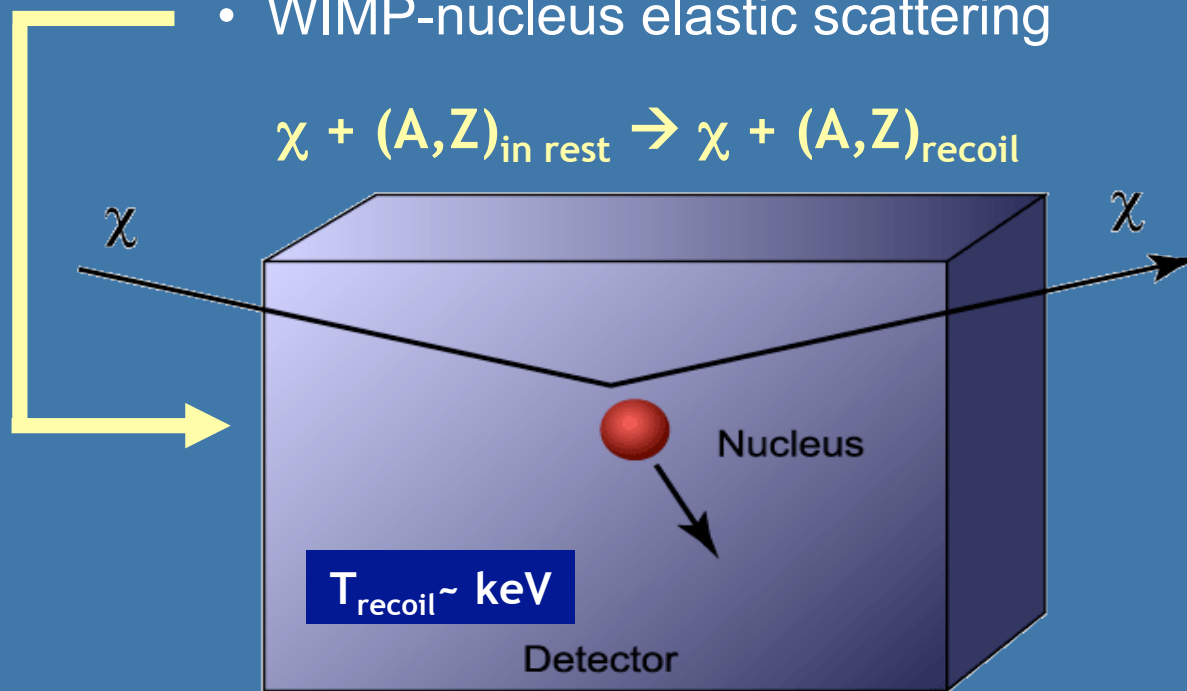 • WIMP-nucleus elastic scattering
χ + (A,Z)in rest → χ + (A,Z)recoil
χ
χ
Nucleus
Trecoil~ keV
Detector